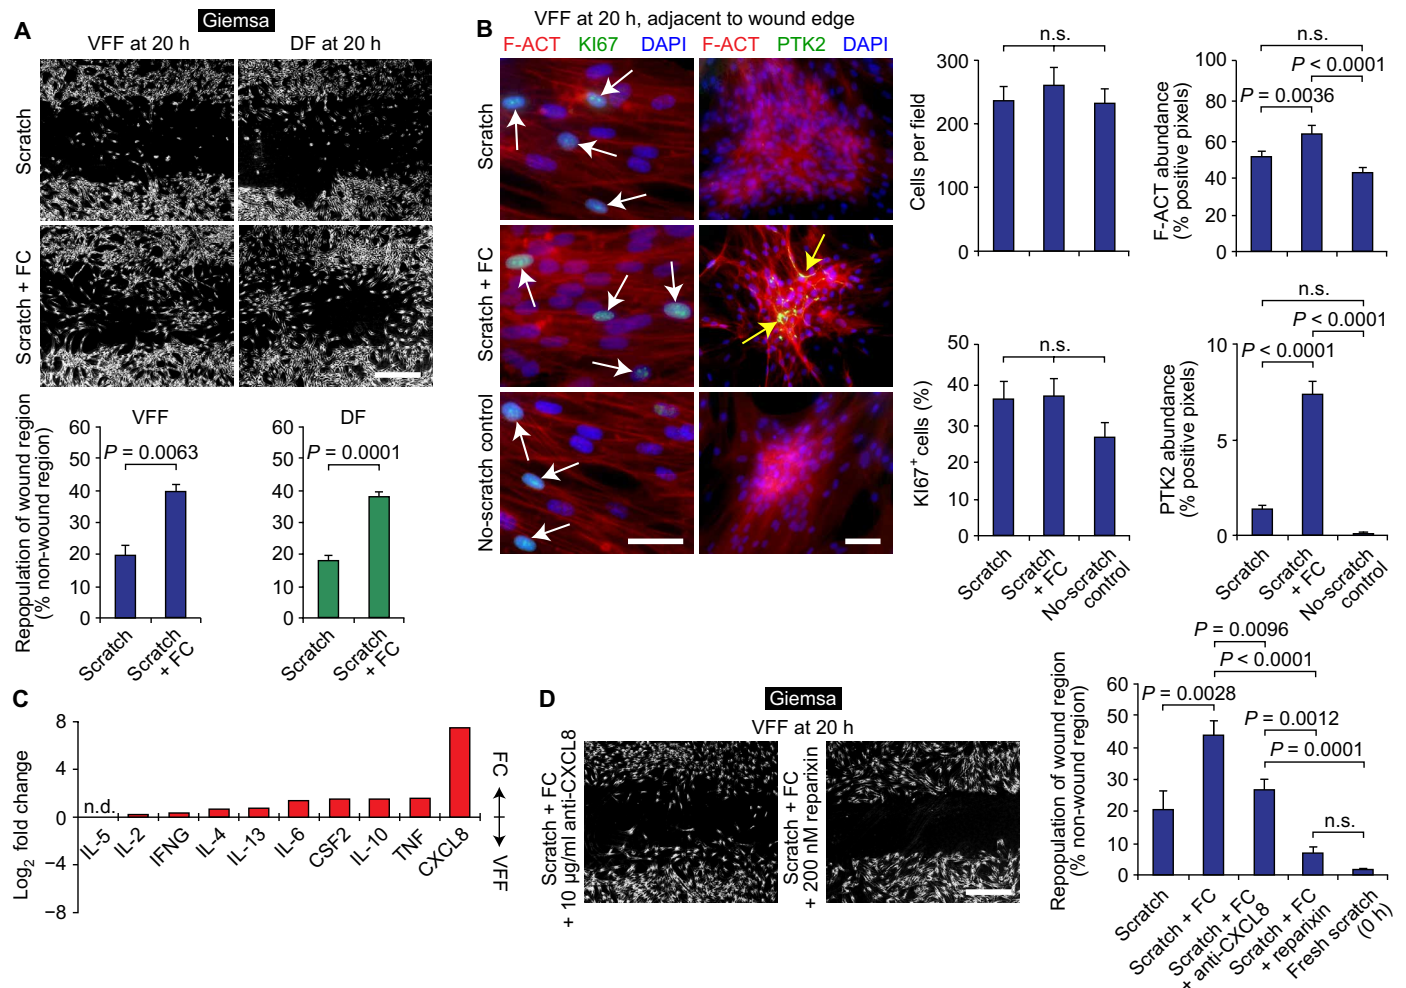 A
Giemsa
VFF at 20 h
DF at 20 h
Scratch
Scratch + FC
Repopulation of wound region
(% non-wound region)
VFF
60
50
40
30
20
10
0
P = 0.0063
Scratch
Scratch
+ FC
DF
60
50
40
30
20
10
0
P = 0.0001
Scratch
Scratch
+ FC
B
VFF at 20 h, adjacent to wound edge
F-ACT KI67 DAPI
F-ACT PTK2 DAPI
Scratch
Scratch + FC
No-scratch control
Cells per field
300
200
100
0
n.s.
F-ACT abundance
(% positive pixels)
100
80
60
40
20
0
n.s.
P < 0.0001
P = 0.0036
KI67+ cells (%)
50
40
30
20
10
0
n.s.
Scratch
Scratch
+ FC
No-scratch
control
PTK2 abundance
(% positive pixels)
10
5
0
n.s.
P < 0.0001
P < 0.0001
Scratch
Scratch
+ FC
No-scratch
control
C
Log2 fold change
8
4
0
−4
−8
n.d.
IL-5
IL-2
IFNG
IL-4
IL-13
IL-6
CSF2
IL-10
TNF
CXCL8
FC
VFF
D
Giemsa
VFF at 20 h
Scratch + FC
+ 10 μg/ml anti-CXCL8
Scratch + FC
+ 200 nM reparixin
Repopulation of wound region
(% non-wound region)
60
50
40
30
20
10
0
P = 0.0096
P < 0.0001
P = 0.0028
P = 0.0012
P = 0.0001
n.s.
Scratch
Scratch + FC
Scratch + FC
+ anti-CXCL8
Scratch + FC
+ reparixin
Fresh scratch
(0 h)